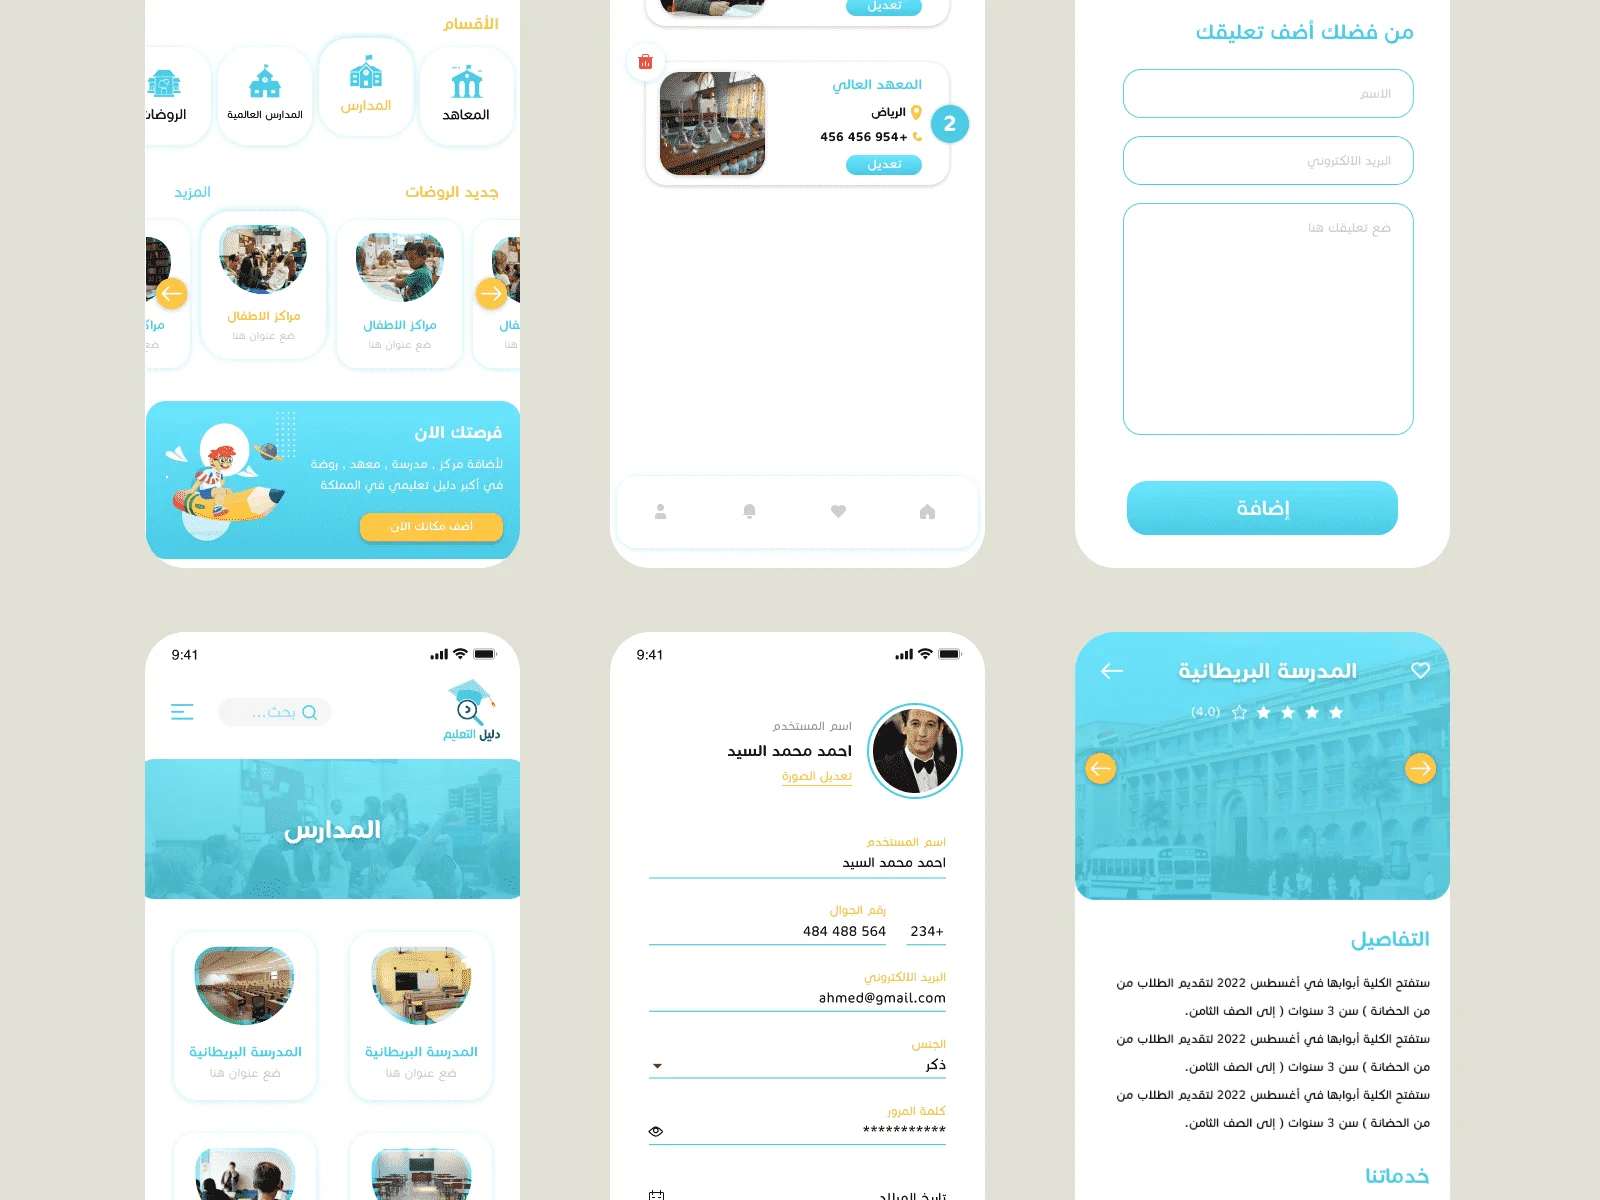 الأقسام
المعاهد
المدارس
المدارس العالمية
الروضات
جديد الروضات
المزيد
مراكز الاطفال
ضع عنوان هنا
مراكز الاطفال
ضع عنوان هنا
فرصتك الان
لأضافة مركز , مدرسة , معهد , روضة
في أكبر دليل تعليمي في المملكة
أضف مكانك الان
تعديل
المعهد العالي
الرياض
+954 456 456
تعديل
2
من فضلك أضف تعليقك
الاسم
البريد الالكتروني
ضع تعليقك هنا
إضافة
9:41
دليل التعليم
بحث...
المدارس
المدرسة البريطانية
ضع عنوان هنا
المدرسة البريطانية
ضع عنوان هنا
9:41
اسم المستخدم
احمد محمد السيد
تعديل الصورة
اسم المستخدم
احمد محمد السيد
رقم الجوال
234+
484 488 564
البريد الالكتروني
ahmed@gmail.com
الجنس
ذكر
كلمة المرور
***********
تاريخ الميلاد
المدرسة البريطانية
(4.0)
التفاصيل
ستفتح الكلية أبوابها في أغسطس 2022 لتقديم الطلاب من
من الحضانة ) سن 3 سنوات ( إلى الصف الثامن.
ستفتح الكلية أبوابها في أغسطس 2022 لتقديم الطلاب من
من الحضانة ) سن 3 سنوات ( إلى الصف الثامن.
ستفتح الكلية أبوابها في أغسطس 2022 لتقديم الطلاب من
من الحضانة ) سن 3 سنوات ( إلى الصف الثامن.
خدماتنا